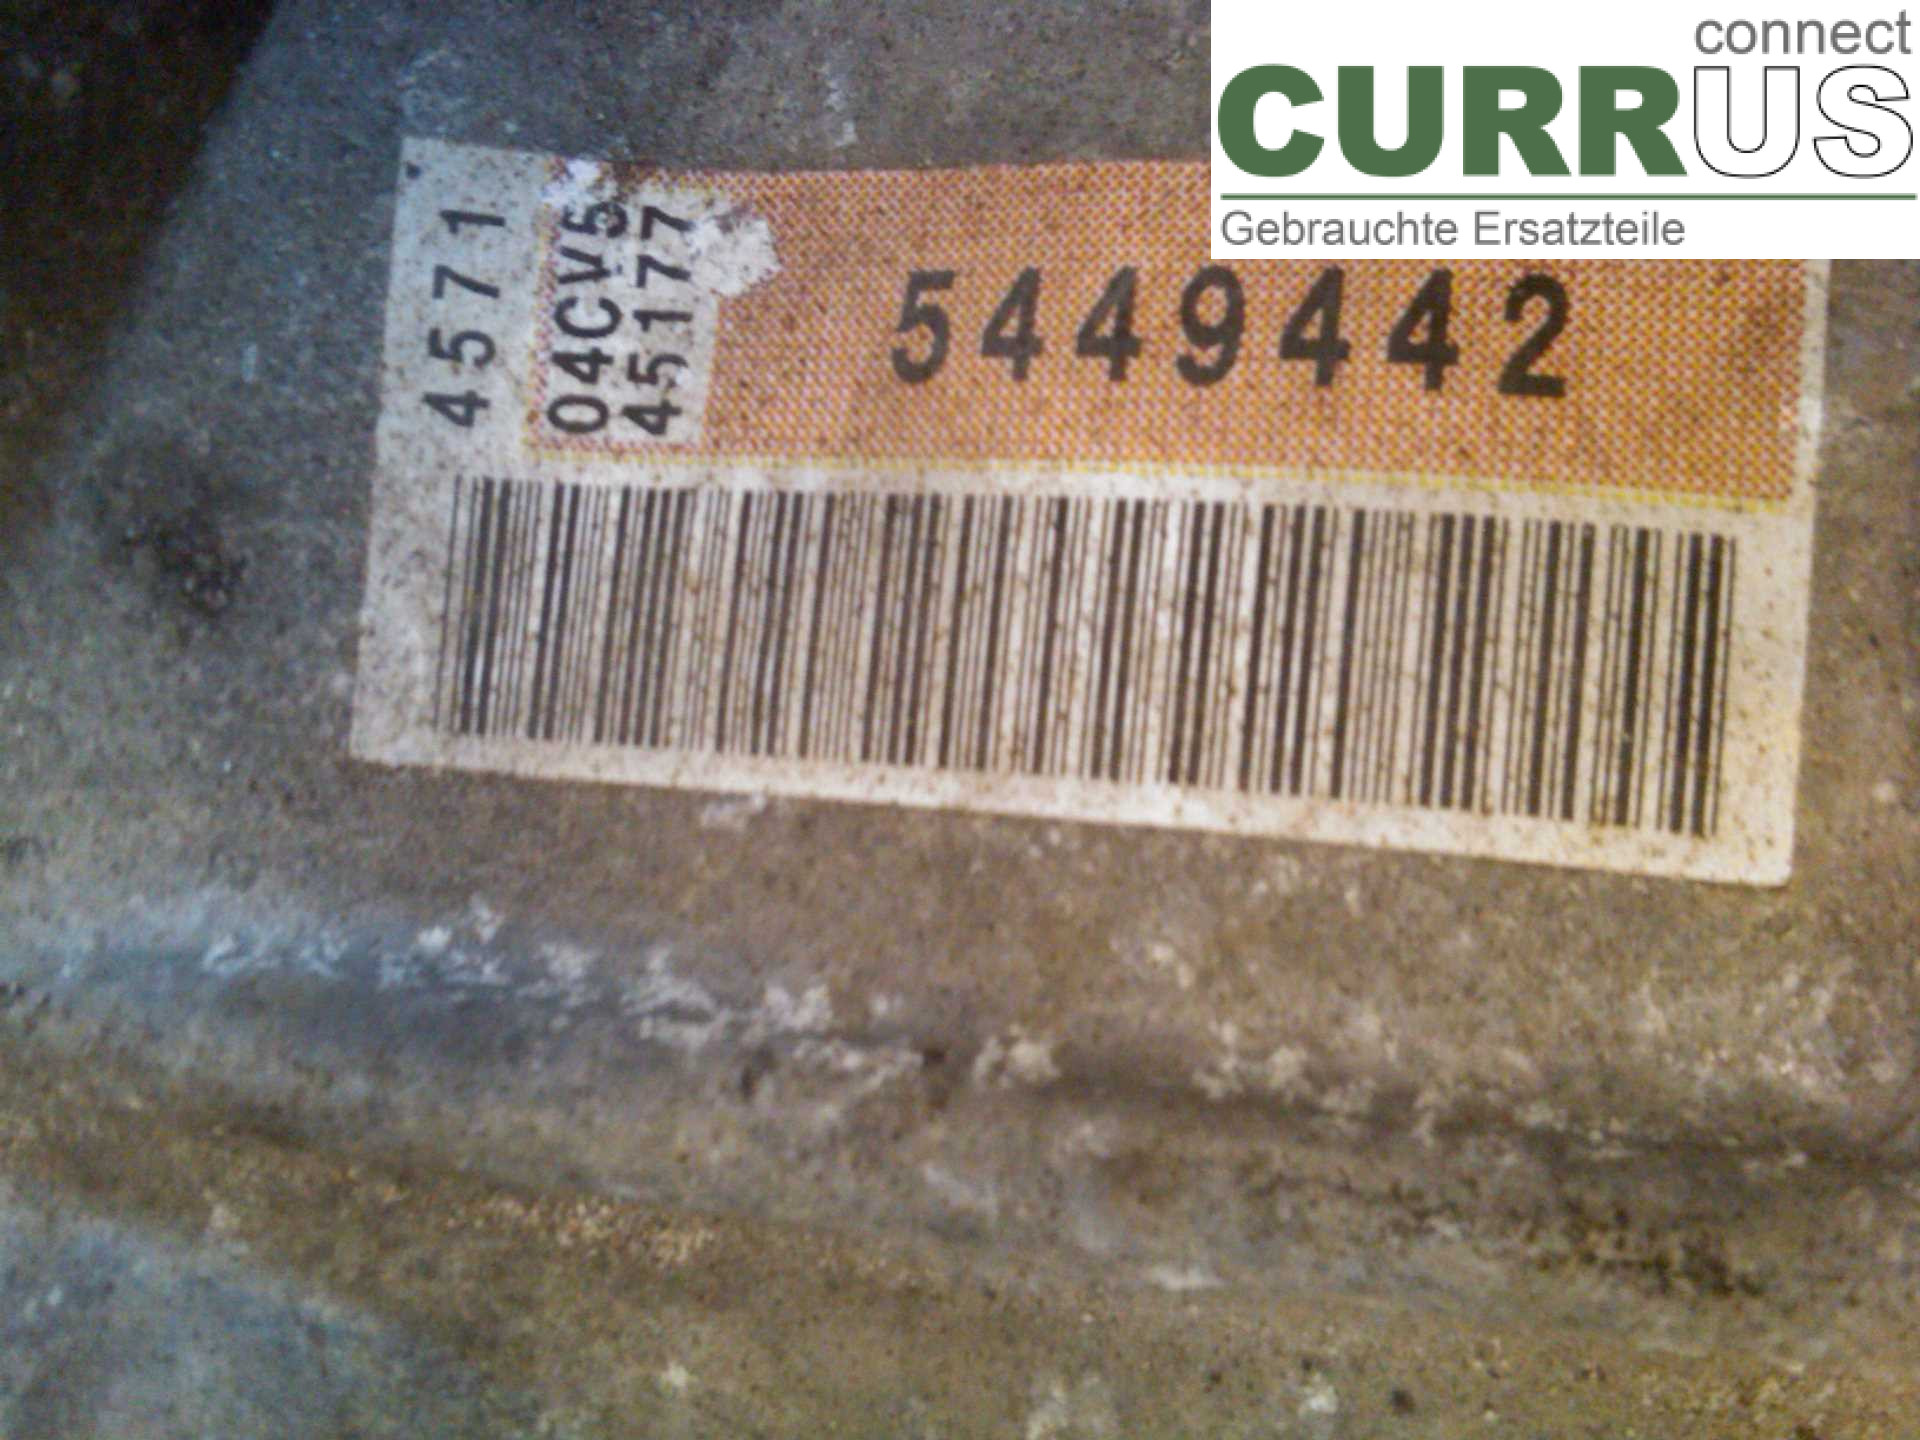 connect
CURRUS
Gebrauchte Ersatzteile
4571
04CV5
45177
5449442